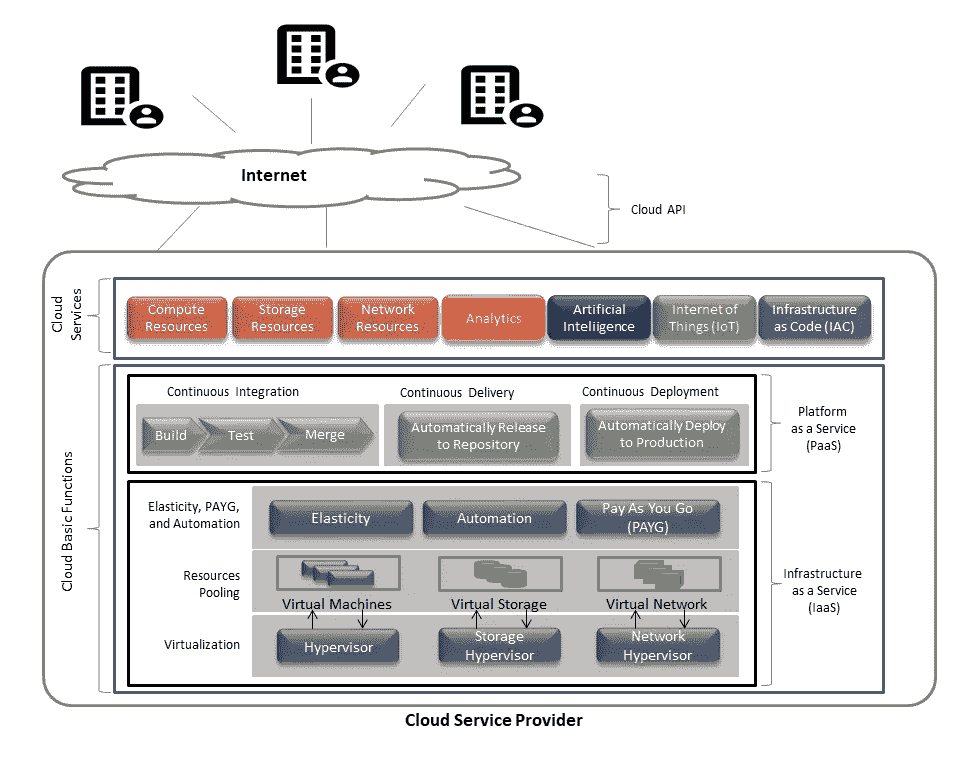 Internet
Cloud API
Cloud
Services
Compute
Resources
Storage
Resources
Network
Resources
Analytics
Artificial
Intelligence
Internet of
Things (IoT)
Infrastructure
as Code (IAC)
Cloud Basic Functions
Continuous Integration
Build
Test
Merge
Continuous Delivery
Automatically Release
to Repository
Continuous Deployment
Automatically Deploy
to Production
Platform
as a Service
(PaaS)
Elasticity, PAYG,
and Automation
Elasticity
Automation
Pay As You Go
(PAYG)
Resources
Pooling
Virtual Machines
Virtual Storage
Virtual Network
Virtualization
Hypervisor
Storage
Hypervisor
Network
Hypervisor
Infrastructure
as a Service
(IaaS)
Cloud Service Provider